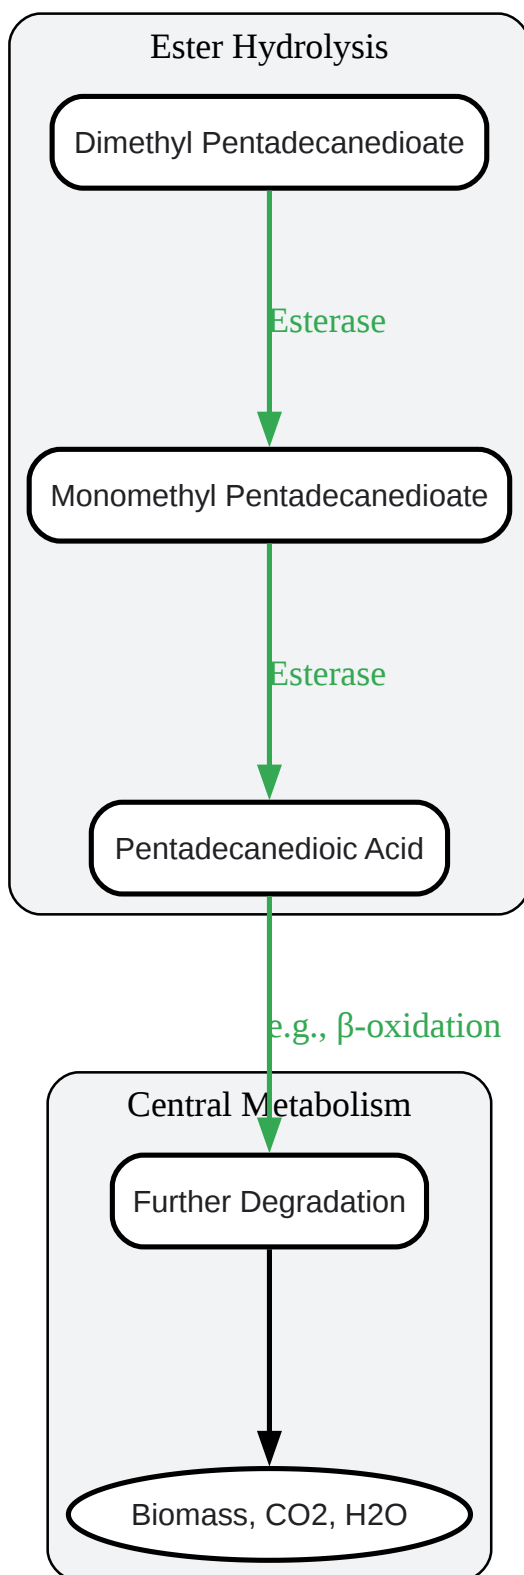 Ester Hydrolysis
Dimethyl Pentadecanedioate
Esterase
Monomethyl Pentadecanedioate
Esterase
Pentadecanedioic Acid
e.g., β-oxidation
Central Metabolism
Further Degradation
Biomass, CO2, H2O